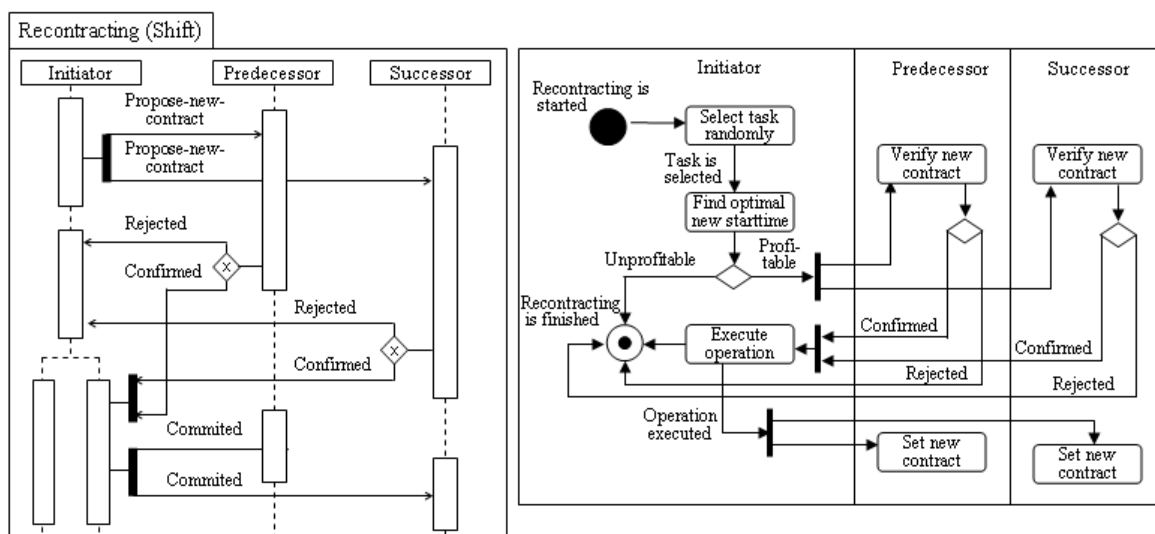 Recontracting (Shift)
Initiator
Predecessor
Successor
Propose-new-
contract
Propose-new-
contract
Rejected
x
Confirmed
Rejected
x
Confirmed
Commited
Commited
Initiator
Predecessor
Successor
Recontracting is
started
Select task
randomly
Verify new
contract
Verify new
contract
Task is
selected
Find optimal
new starttime
Unprofitable
Profi-
table
Recontracting
is finished
Execute
operation
Confirmed
Confirmed
Rejected
Rejected
Operation
executed
Set new
contract
Set new
contract